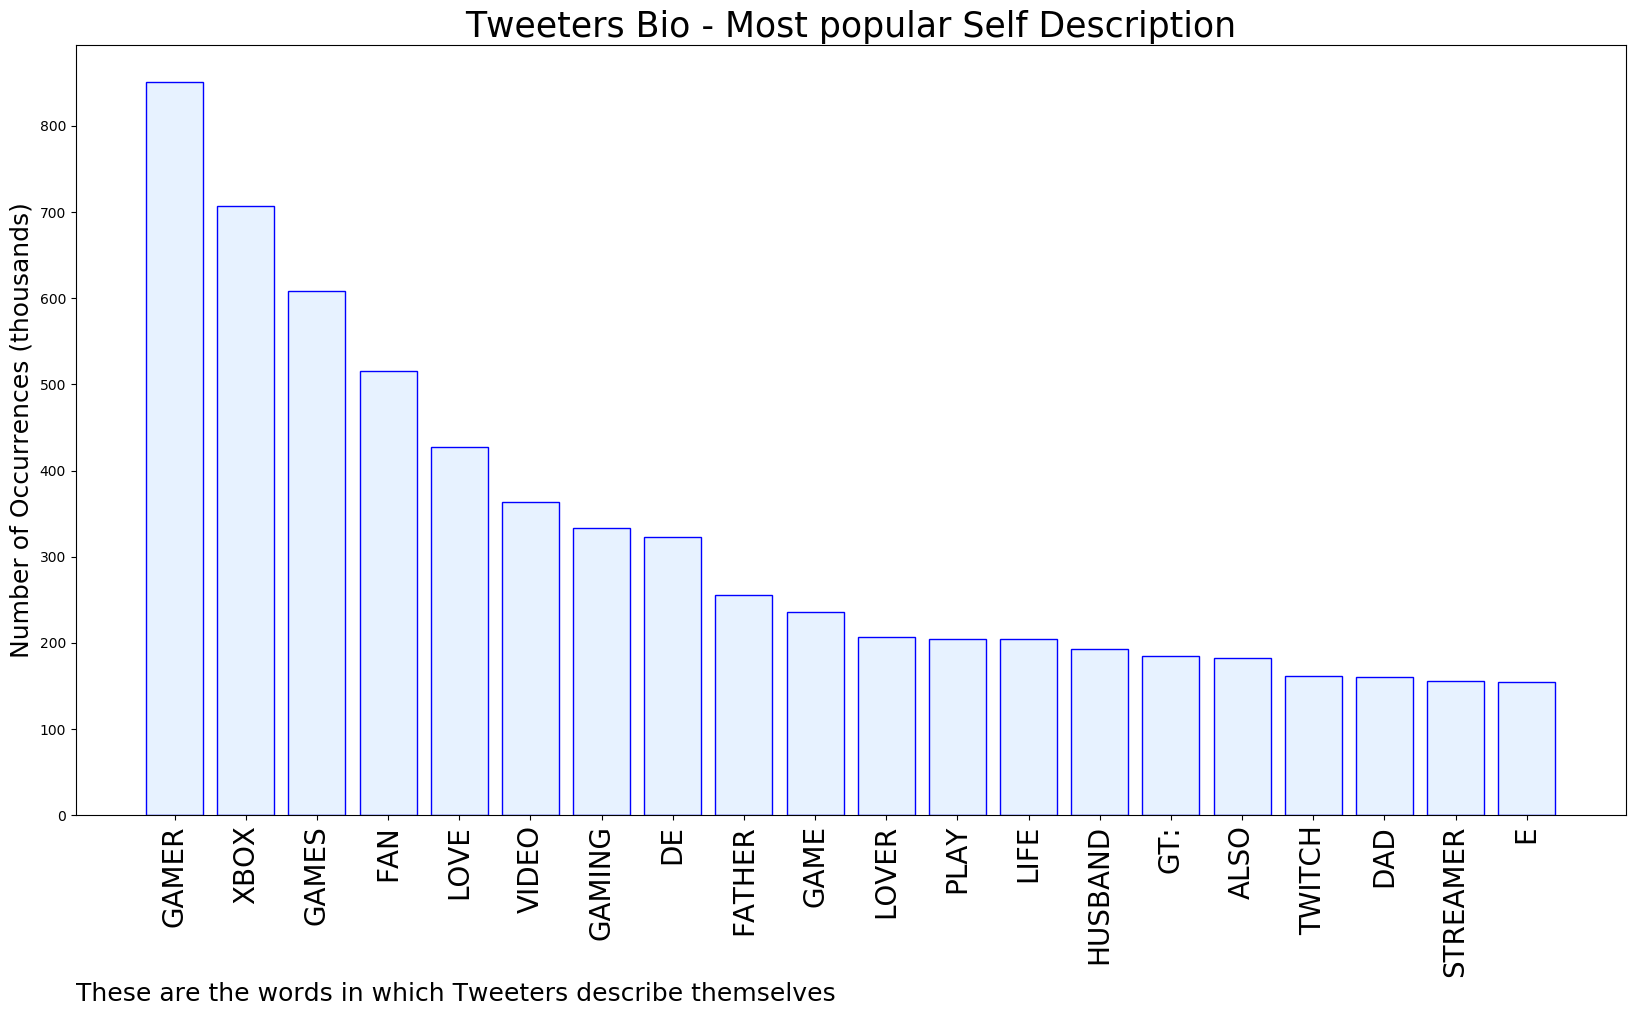 Tweeters Bio - Most popular Self Description
Number of Occurrences (thousands)
800
700
600
500
400
300
200
100
0
GAMER
XBOX
GAMES
FAN
LOVE
VIDEO
GAMING
DE
FATHER
GAME
LOVER
PLAY
LIFE
HUSBAND
GT:
ALSO
TWITCH
DAD
STREAMER
E
These are the words in which Tweeters describe themselves